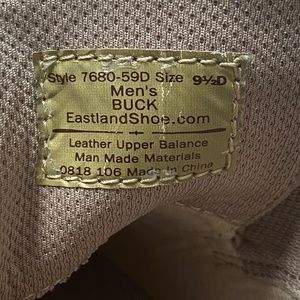 Style 7680-59D Size 9½D
Men's
BUCK
EastlandShoe.com
Leather Upper Balance
Man Made Materials
0818 106 Made in China